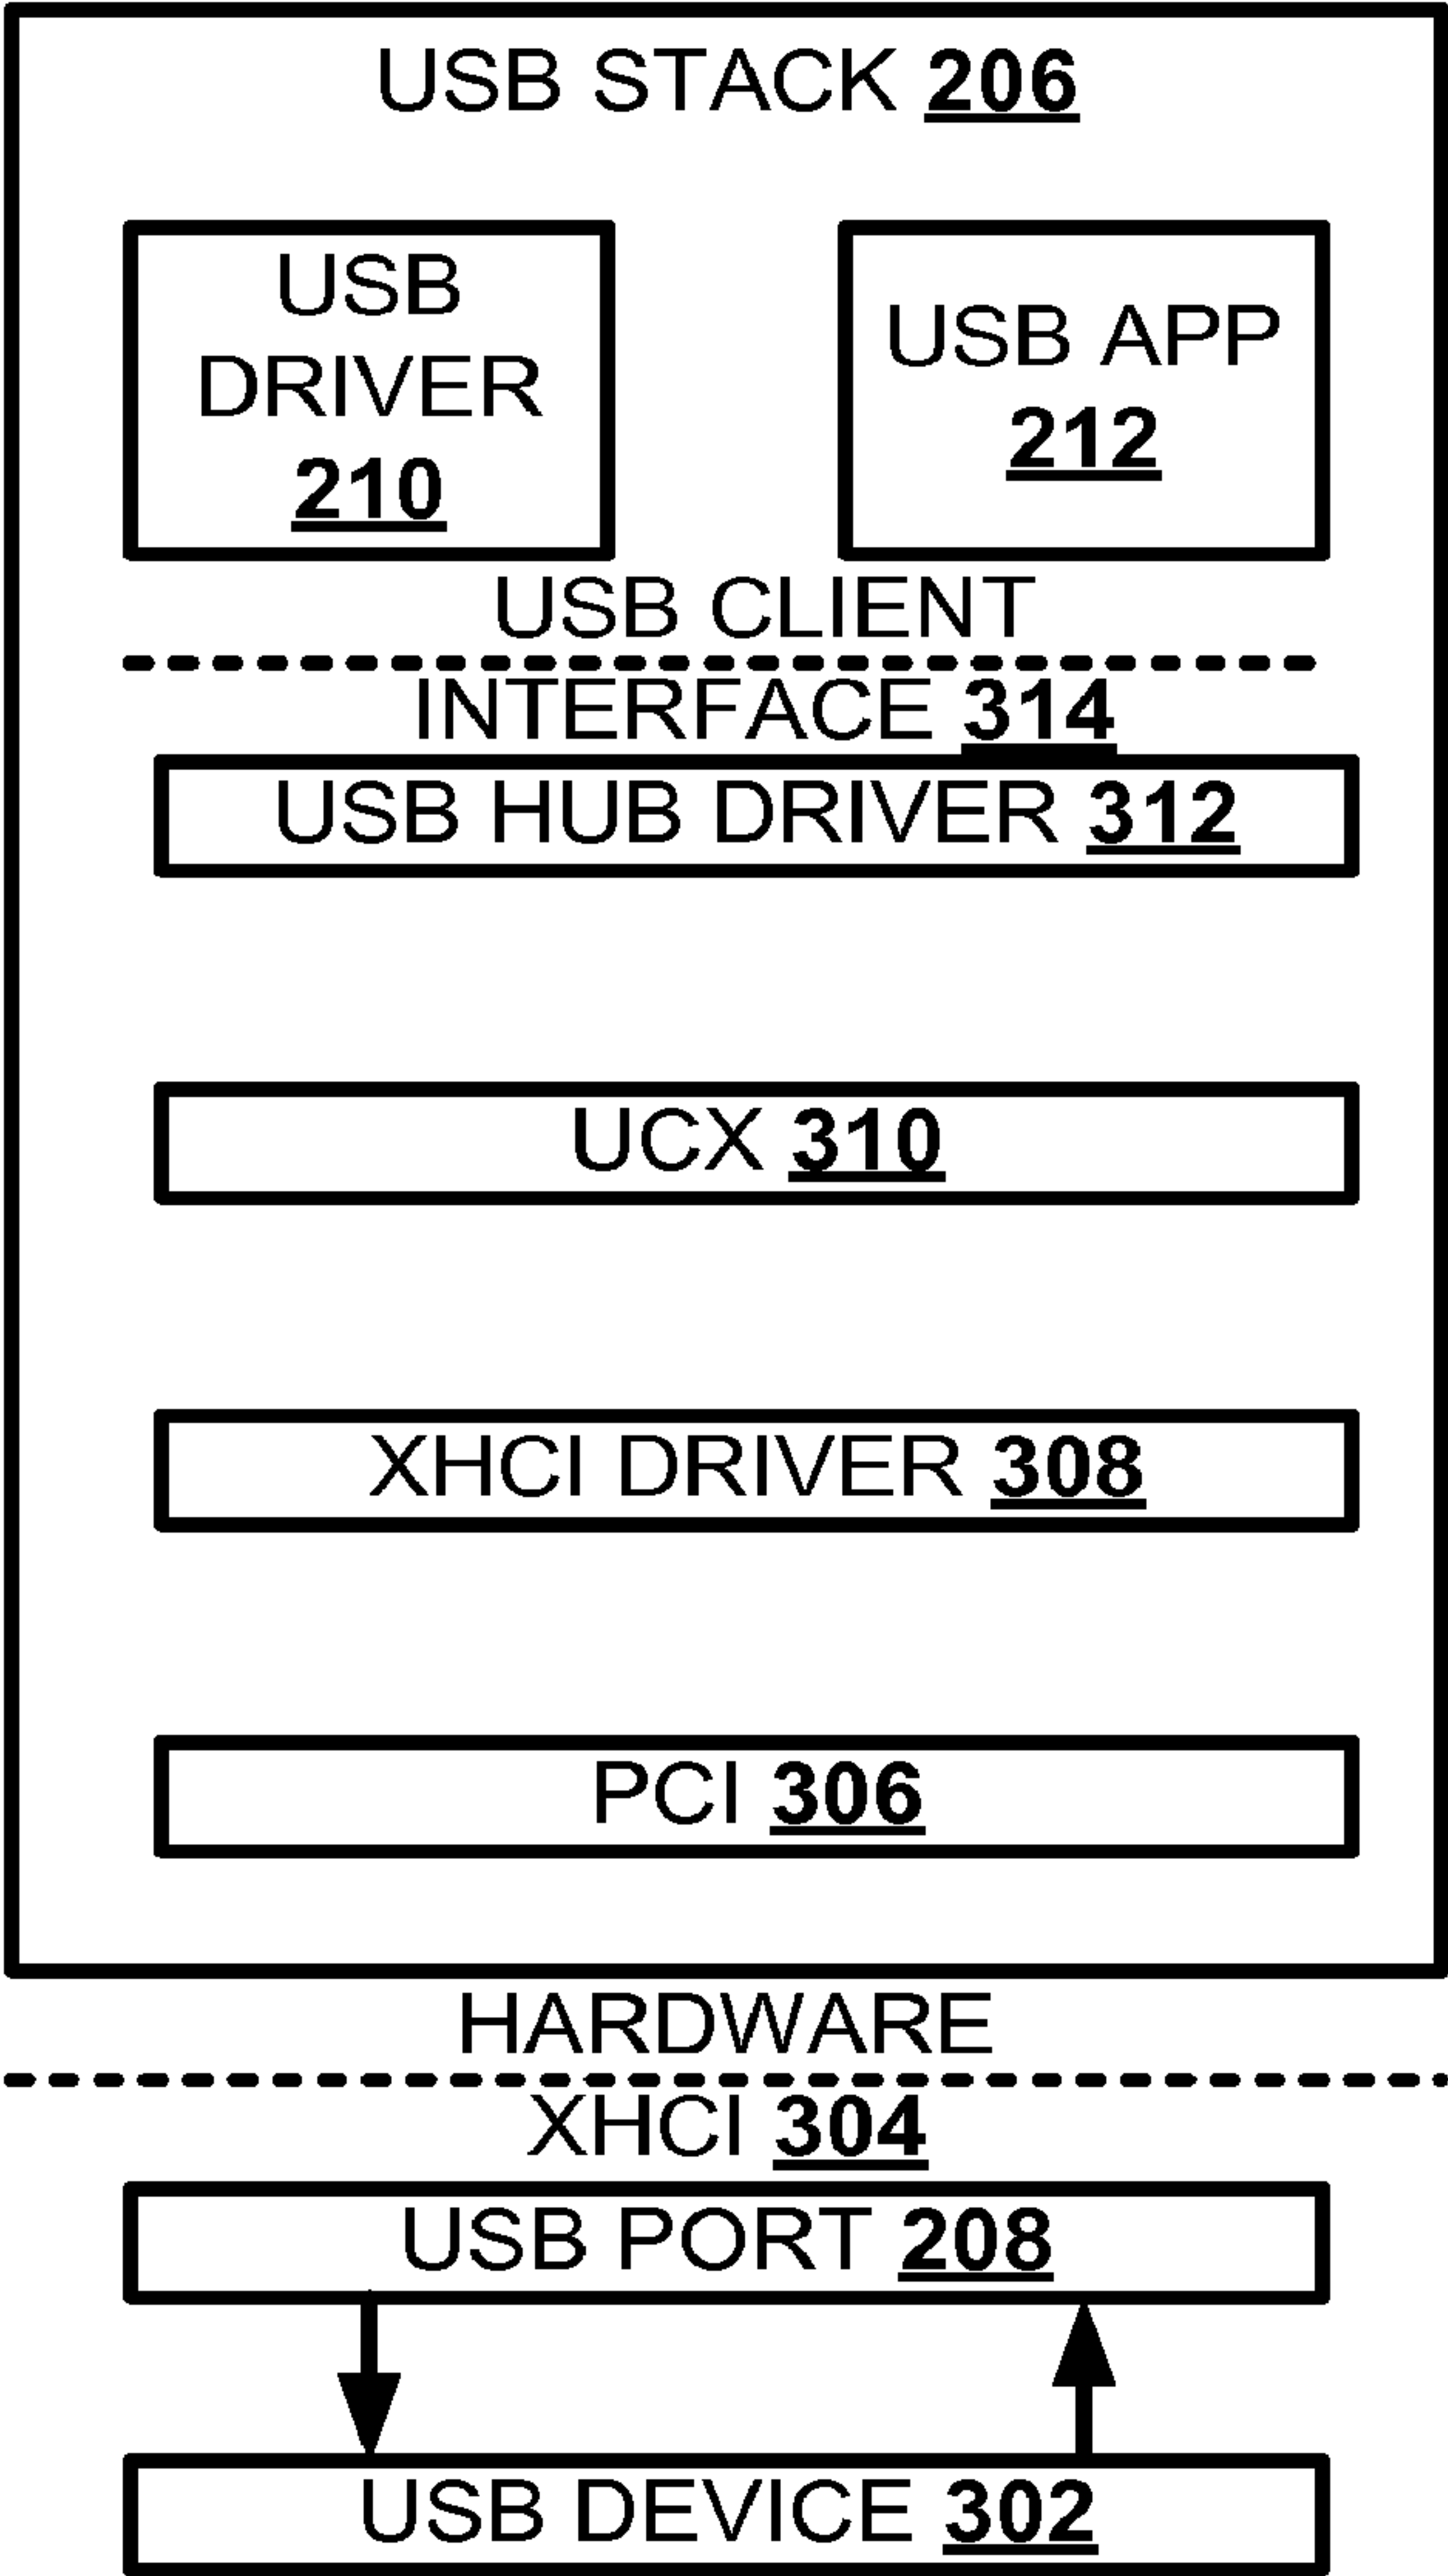 USB STACK 206
USB
DRIVER
210
USB APP
212
USB CLIENT
INTERFACE 314
USB HUB DRIVER 312
UCX 310
XHCI DRIVER 308
PCI 306
HARDWARE
XHCI 304
USB PORT 208
USB DEVICE 302